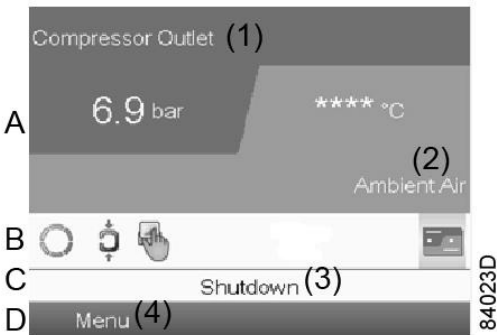 Compressor Outlet (1)
A 6.9 bar **** °C
(2)
Ambient Air
B
C Shutdown (3)
D Menu (4)
84023D